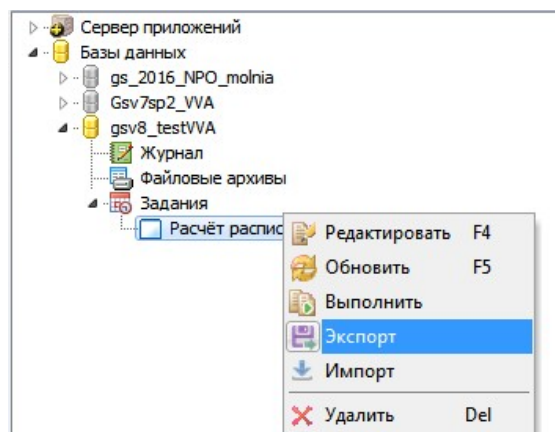 Сервер приложений
Базы данных
gs_2016_NPO_molnia
Gsv7sp2_VVA
gsv8_testVVA
Журнал
Файловые архивы
Задания
Расчёт распис
Редактировать F4
Обновить F5
Выполнить
Экспорт
Импорт
Удалить Del